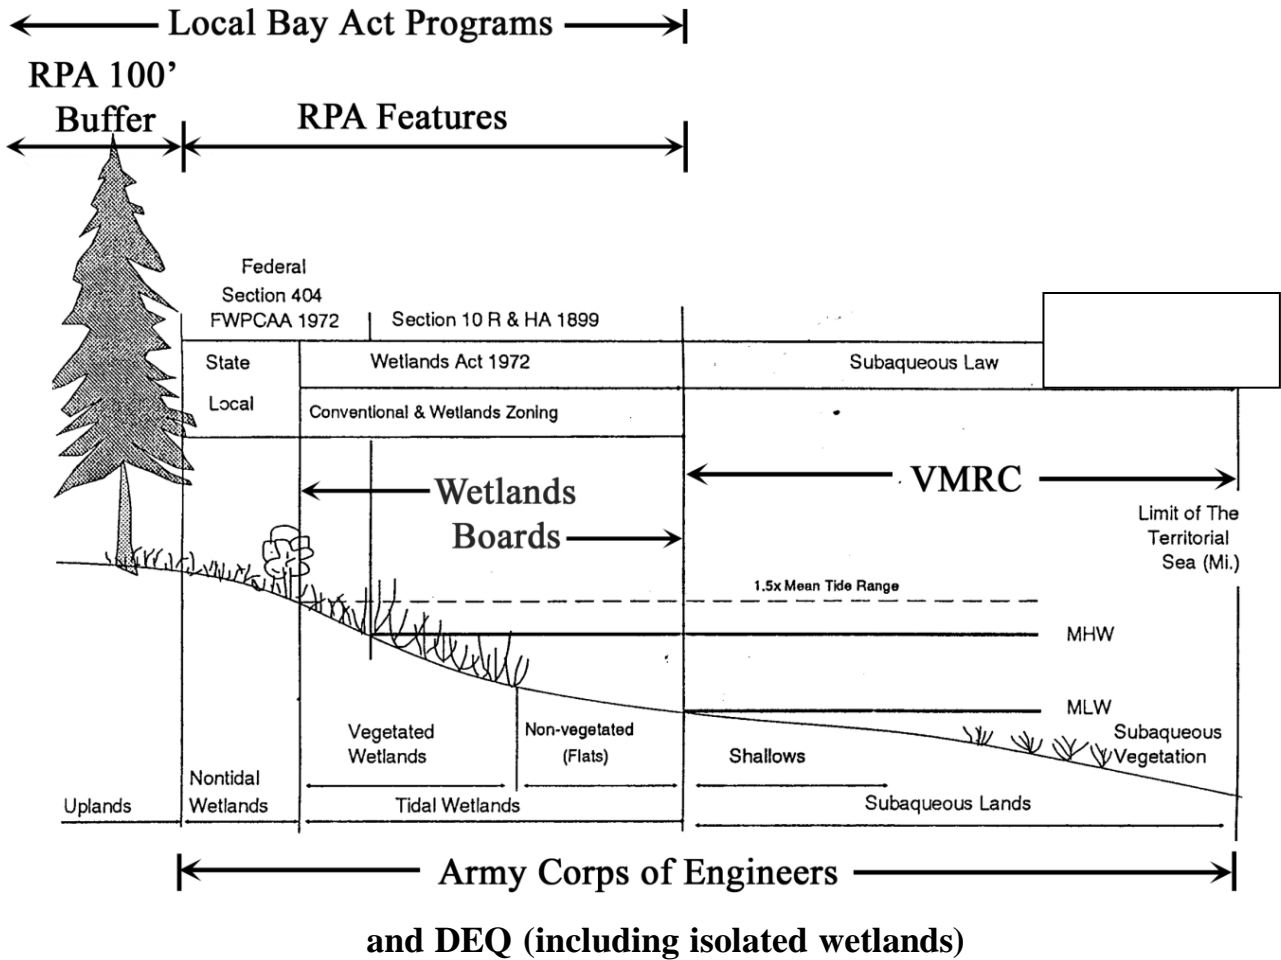 Local Bay Act Programs
RPA 100’
Buffer
RPA Features
Federal
Section 404
FWPCAA 1972
Section 10 R & HA 1899
State
Wetlands Act 1972
Subaqueous Law
Local
Conventional & Wetlands Zoning
Wetlands
Boards
VMRC
Limit of The
Territorial
Sea (Mi.)
1.5x Mean Tide Range
MHW
MLW
Vegetated
Wetlands
Non-vegetated
(Flats)
Shallows
Subaqueous
Vegetation
Uplands
Nontidal
Wetlands
Tidal Wetlands
Subaqueous Lands
Army Corps of Engineers
and DEQ (including isolated wetlands)